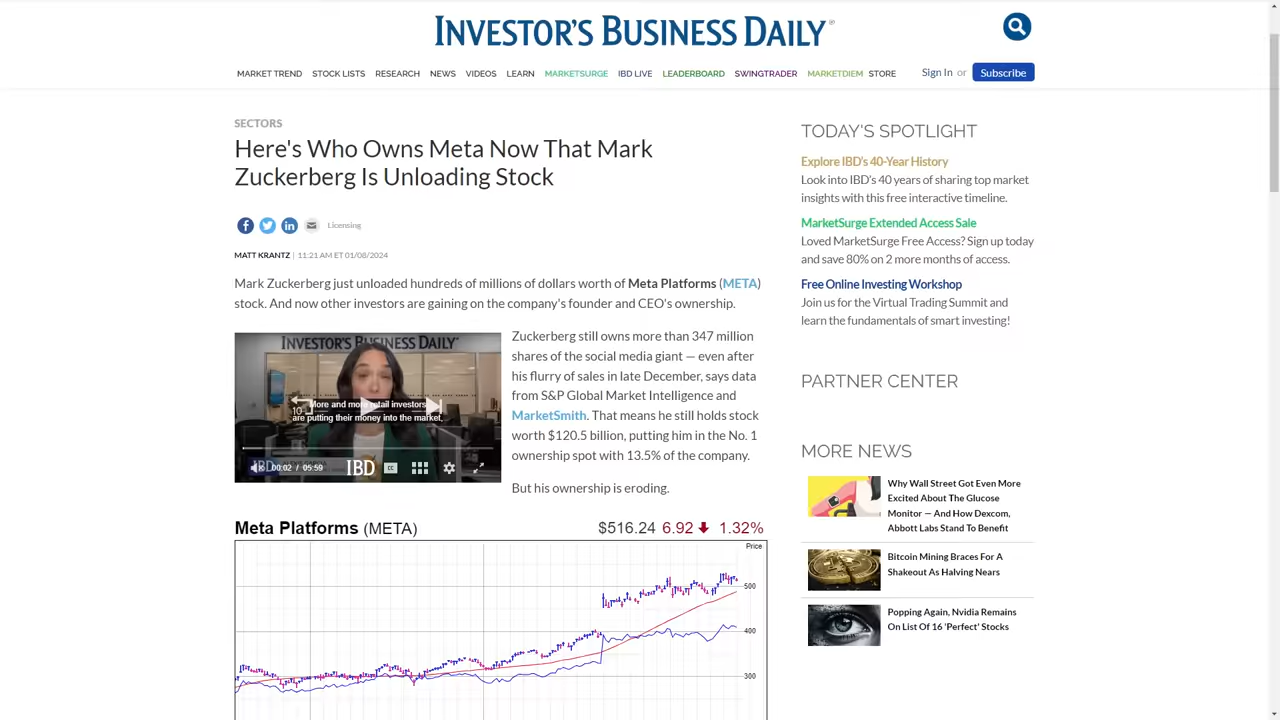 INVESTOR'S BUSINESS DAILY®
MARKET TREND STOCK LISTS RESEARCH NEWS VIDEOS LEARN MARKETSURGE IBD LIVE LEADERBOARD SWINGTRADER MARKETDIEM STORE Sign In or Subscribe
SECTORS
Here's Who Owns Meta Now That Mark
Zuckerberg Is Unloading Stock
Licensing
MATT KRANTZ | 11:21 AM ET 01/08/2024
Mark Zuckerberg just unloaded hundreds of millions of dollars worth of Meta Platforms (META)
stock. And now other investors are gaining on the company's founder and CEO's ownership.
INVESTOR'S BUSINESS DAILY
10
More and more retail investors
are putting their money into the market,
00:02 / 05:59
IBD
CC
Zuckerberg still owns more than 347 million
shares of the social media giant — even after
his flurry of sales in late December, says data
from S&P Global Market Intelligence and
MarketSmith. That means he still holds stock
worth $120.5 billion, putting him in the No. 1
ownership spot with 13.5% of the company.
But his ownership is eroding.
Meta Platforms (META) $516.24 6.92 1.32%
Price
500
400
300
TODAY'S SPOTLIGHT
Explore IBD's 40-Year History
Look into IBD's 40 years of sharing top market
insights with this free interactive timeline.
MarketSurge Extended Access Sale
Loved MarketSurge Free Access? Sign up today
and save 80% on 2 more months of access.
Free Online Investing Workshop
Join us for the Virtual Trading Summit and
learn the fundamentals of smart investing!
PARTNER CENTER
MORE NEWS
Why Wall Street Got Even More
Excited About The Glucose
Monitor — And How Dexcom,
Abbott Labs Stand To Benefit
Bitcoin Mining Braces For A
Shakeout As Halving Nears
Popping Again, Nvidia Remains
On List Of 16 'Perfect' Stocks